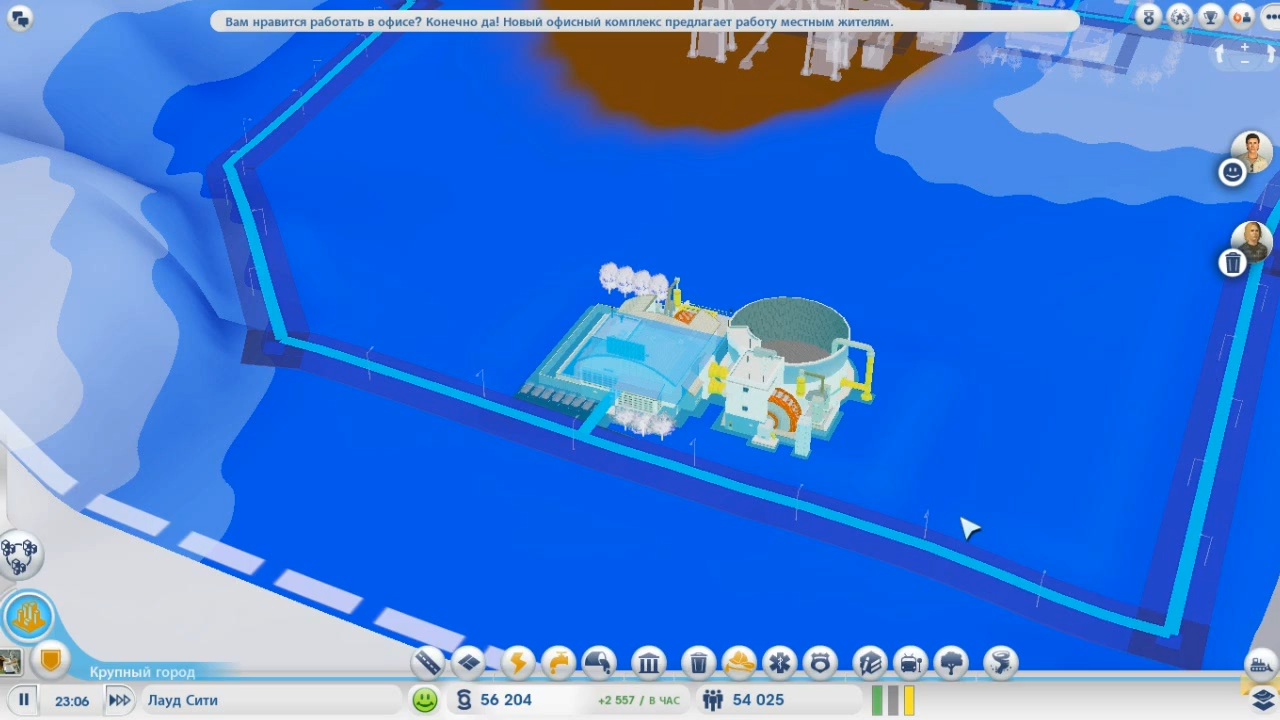 Вам нравится работать в офисе? Конечно да! Новый офисный комплекс предлагает работу местным жителям.
Крупный город
23:06
Лауд Сити
56 204
+2 557 / В ЧАС
54 025